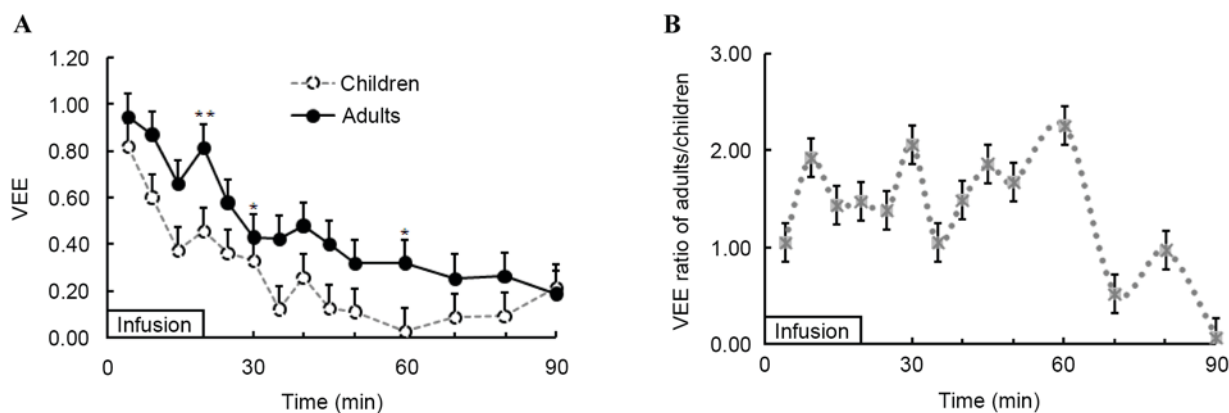 A
1.20
1.00
0.80
0.60
0.40
0.20
0.00
VEE
Children
Adults
**
*
*
Infusion
0
30
60
90
Time (min)
B
3.00
2.00
1.00
0.00
VEE ratio of adults/children
Infusion
0
30
60
90
Time (min)